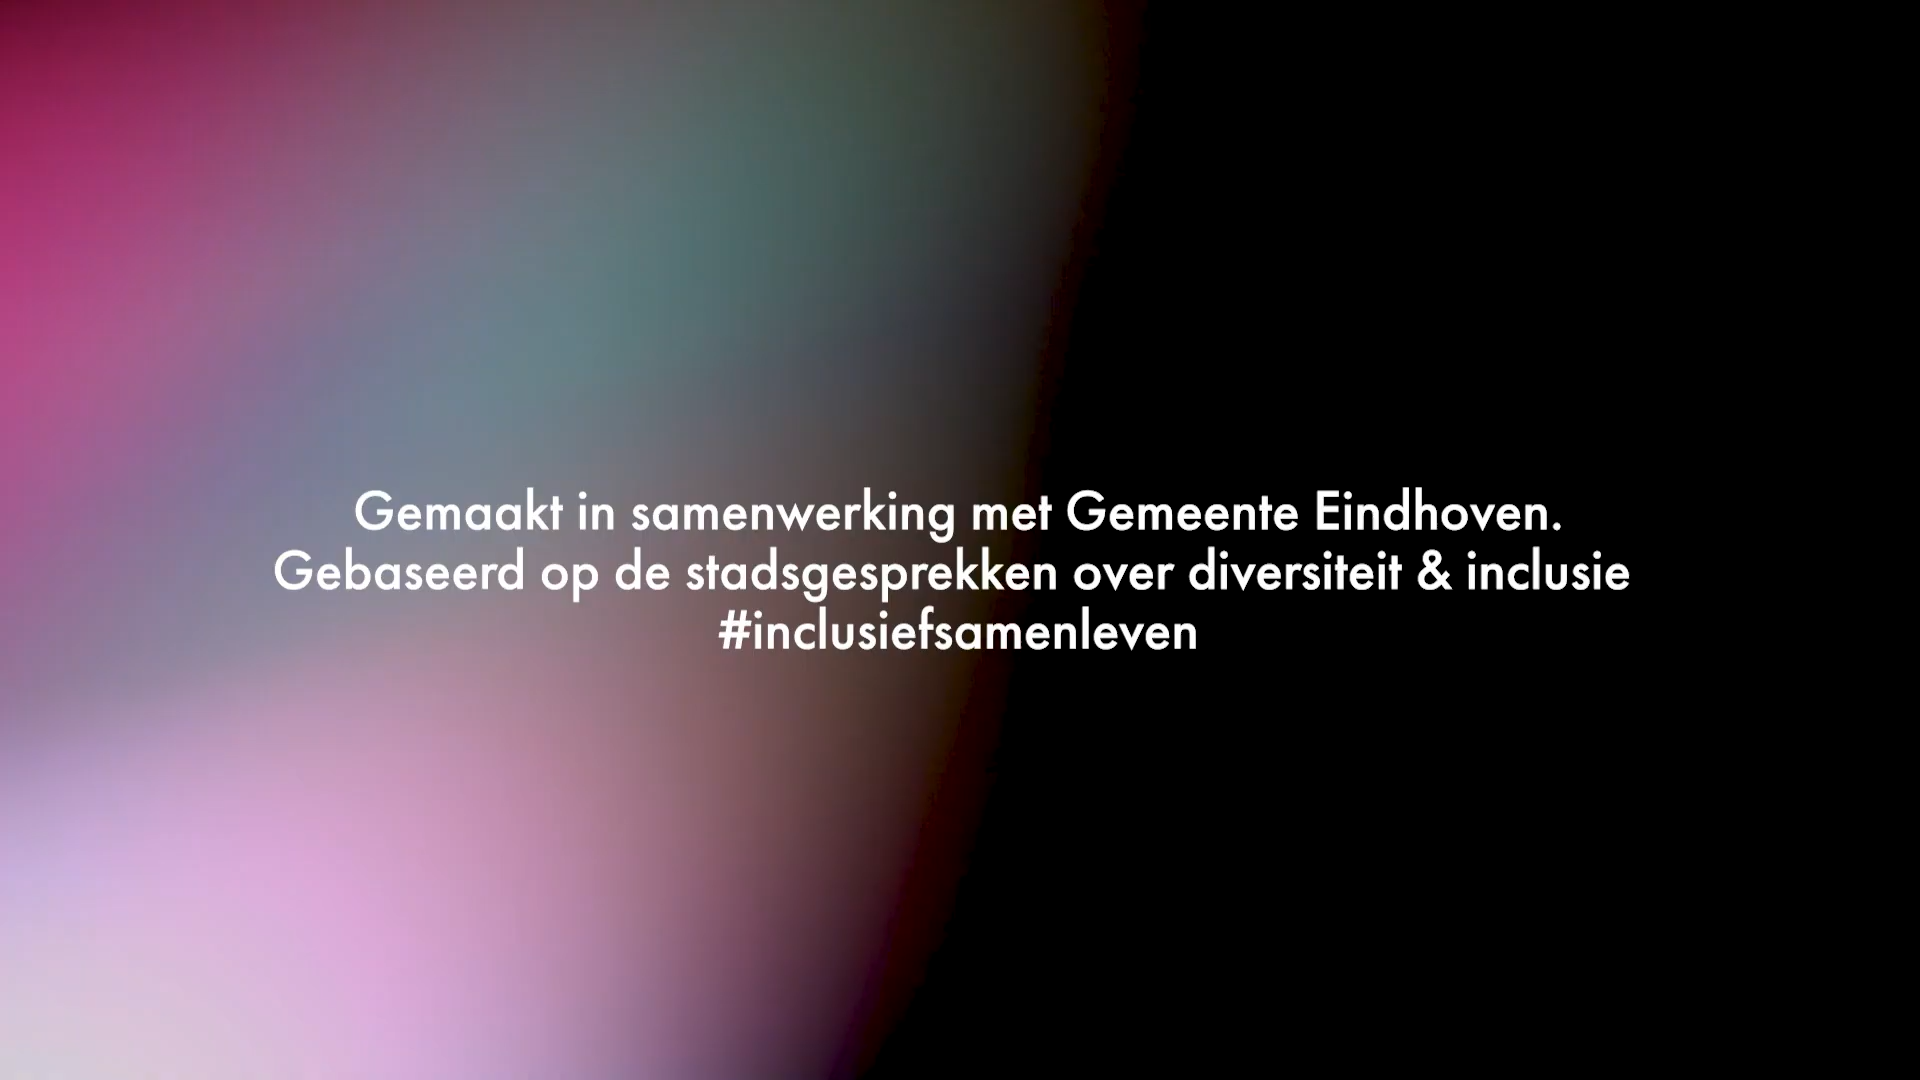 Gemaakt in samenwerking met Gemeente Eindhoven.
Gebaseerd op de stadsgesprekken over diversiteit & inclusie
#inclusiefsamenleven